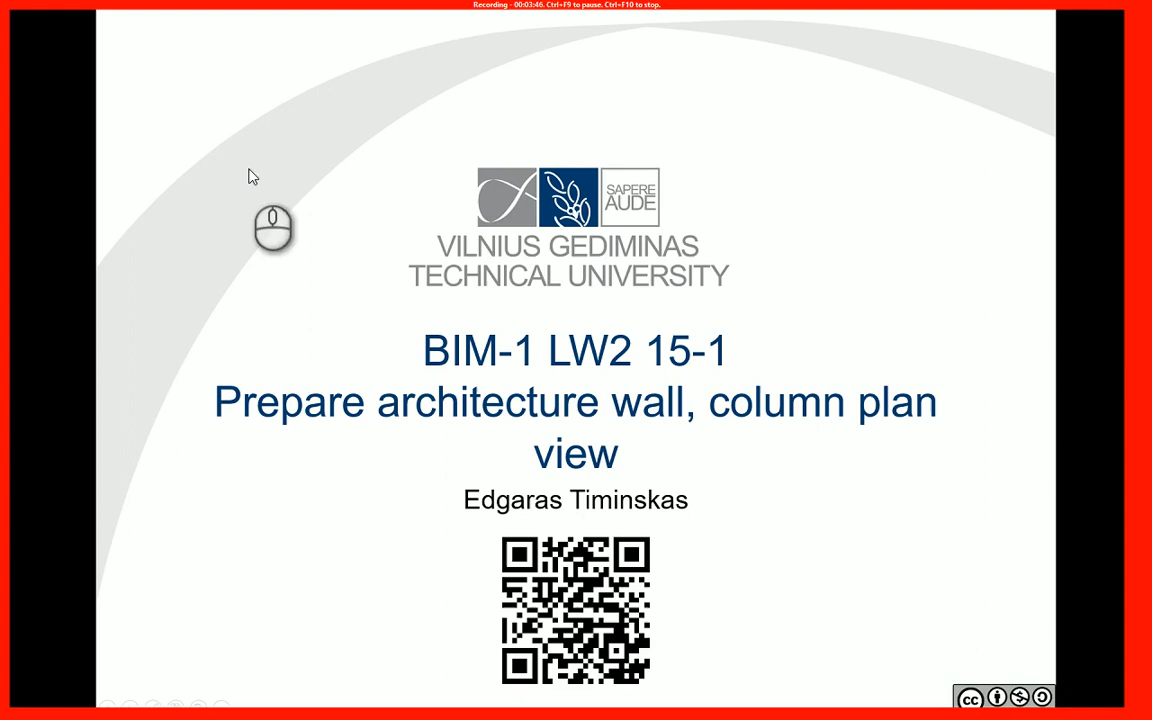 Recording - 00:03:46. Ctrl+F9 to pause. Ctrl+F10 to stop.
SAPERE
AUDE
VILNIUS GEDIMINAS
TECHNICAL UNIVERSITY
BIM-1 LW2 15-1
Prepare architecture wall, column plan
view
Edgaras Timinskas
cc